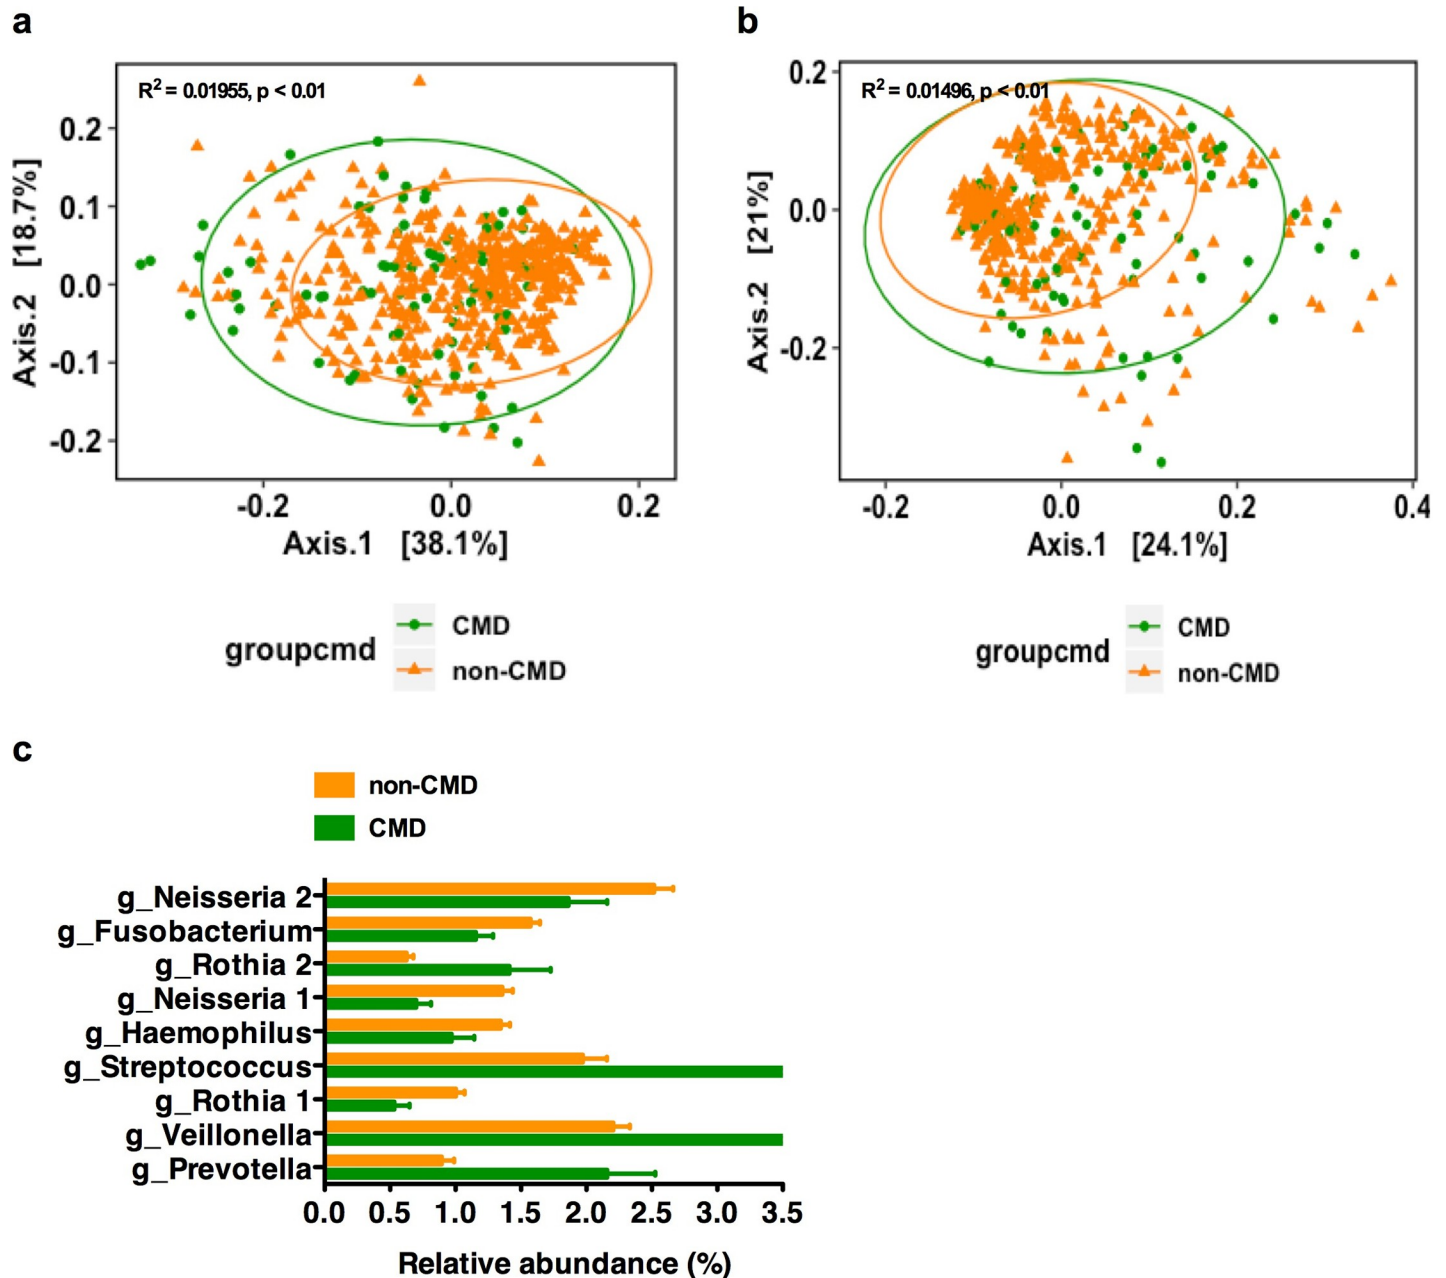 a
R² = 0.01955, p < 0.01
Axis.2 [18.7%]
0.2
0.1
0.0
-0.1
-0.2
-0.2 0.0 0.2
Axis.1 [38.1%]
groupcmd
CMD
non-CMD
b
R² = 0.01496, p < 0.01
Axis.2 [21%]
0.2
0.0
-0.2
-0.2 0.0 0.2 0.4
Axis.1 [24.1%]
groupcmd
CMD
non-CMD
c
non-CMD
CMD
g_Neisseria 2
g_Fusobacterium
g_Rothia 2
g_Neisseria 1
g_Haemophilus
g_Streptococcus
g_Rothia 1
g_Veillonella
g_Prevotella
0.0 0.5 1.0 1.5 2.0 2.5 3.0 3.5
Relative abundance (%)